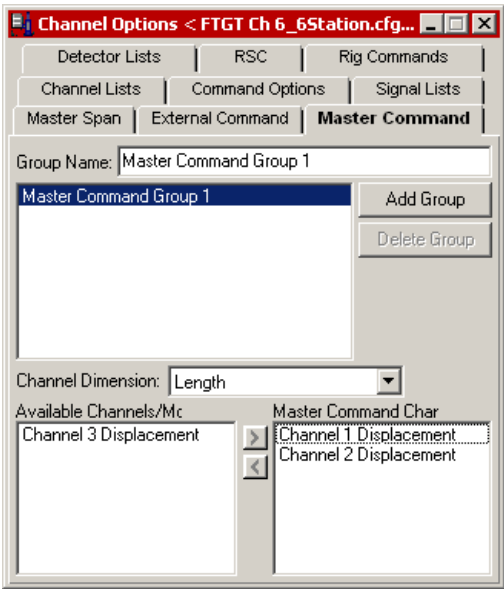 Channel Options < FTGT Ch 6_6Station.cfg...
Detector Lists RSC Rig Commands
Channel Lists Command Options Signal Lists
Master Span External Command Master Command
Group Name: Master Command Group 1
Master Command Group 1 Add Group
Delete Group
Channel Dimension: Length
Available Channels/Mc Master Command Char
Channel 3 Displacement > Channel 1 Displacement
< Channel 2 Displacement